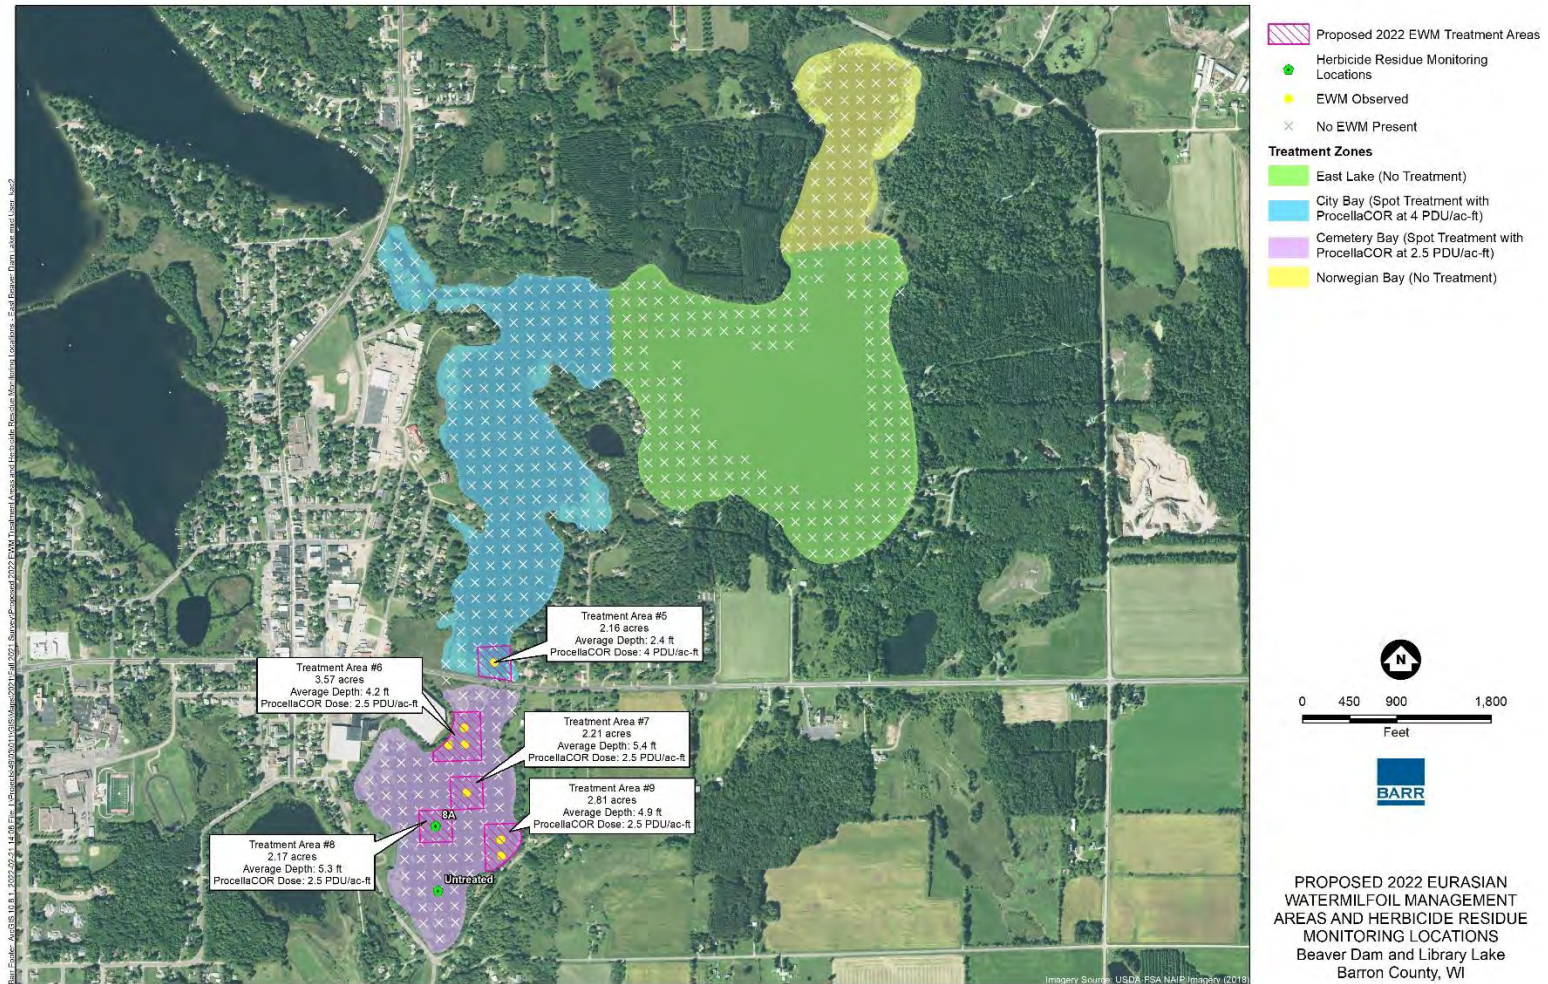 Proposed 2022 EWM Treatment Areas
Herbicide Residue Monitoring
Locations
EWM Observed
No EWM Present
Treatment Zones
East Lake (No Treatment)
City Bay (Spot Treatment with
ProcellaCOR at 4 PDU/ac-ft)
Cemetery Bay (Spot Treatment with
ProcellaCOR at 2.5 PDU/ac-ft)
Norwegian Bay (No Treatment)
Treatment Area #5
2.16 acres
Average Depth: 2.4 ft
ProcellaCOR Dose: 4 PDU/ac-ft
Treatment Area #6
3.57 acres
Average Depth: 4.2 ft
ProcellaCOR Dose: 2.5 PDU/ac-ft
Treatment Area #7
2.21 acres
Average Depth: 5.4 ft
ProcellaCOR Dose: 2.5 PDU/ac-ft
Treatment Area #9
2.81 acres
Average Depth: 4.9 ft
ProcellaCOR Dose: 2.5 PDU/ac-ft
8A
Treatment Area #8
2.17 acres
Average Depth: 5.3 ft
ProcellaCOR Dose: 2.5 PDU/ac-ft
Untreated
N
0 450 900 1,800
Feet
BARR
PROPOSED 2022 EURASIAN
WATERMILFOIL MANAGEMENT
AREAS AND HERBICIDE RESIDUE
MONITORING LOCATIONS
Beaver Dam and Library Lake
Barron County, WI
Imagery Source: USDA-FSA NAIP Imagery (2018)